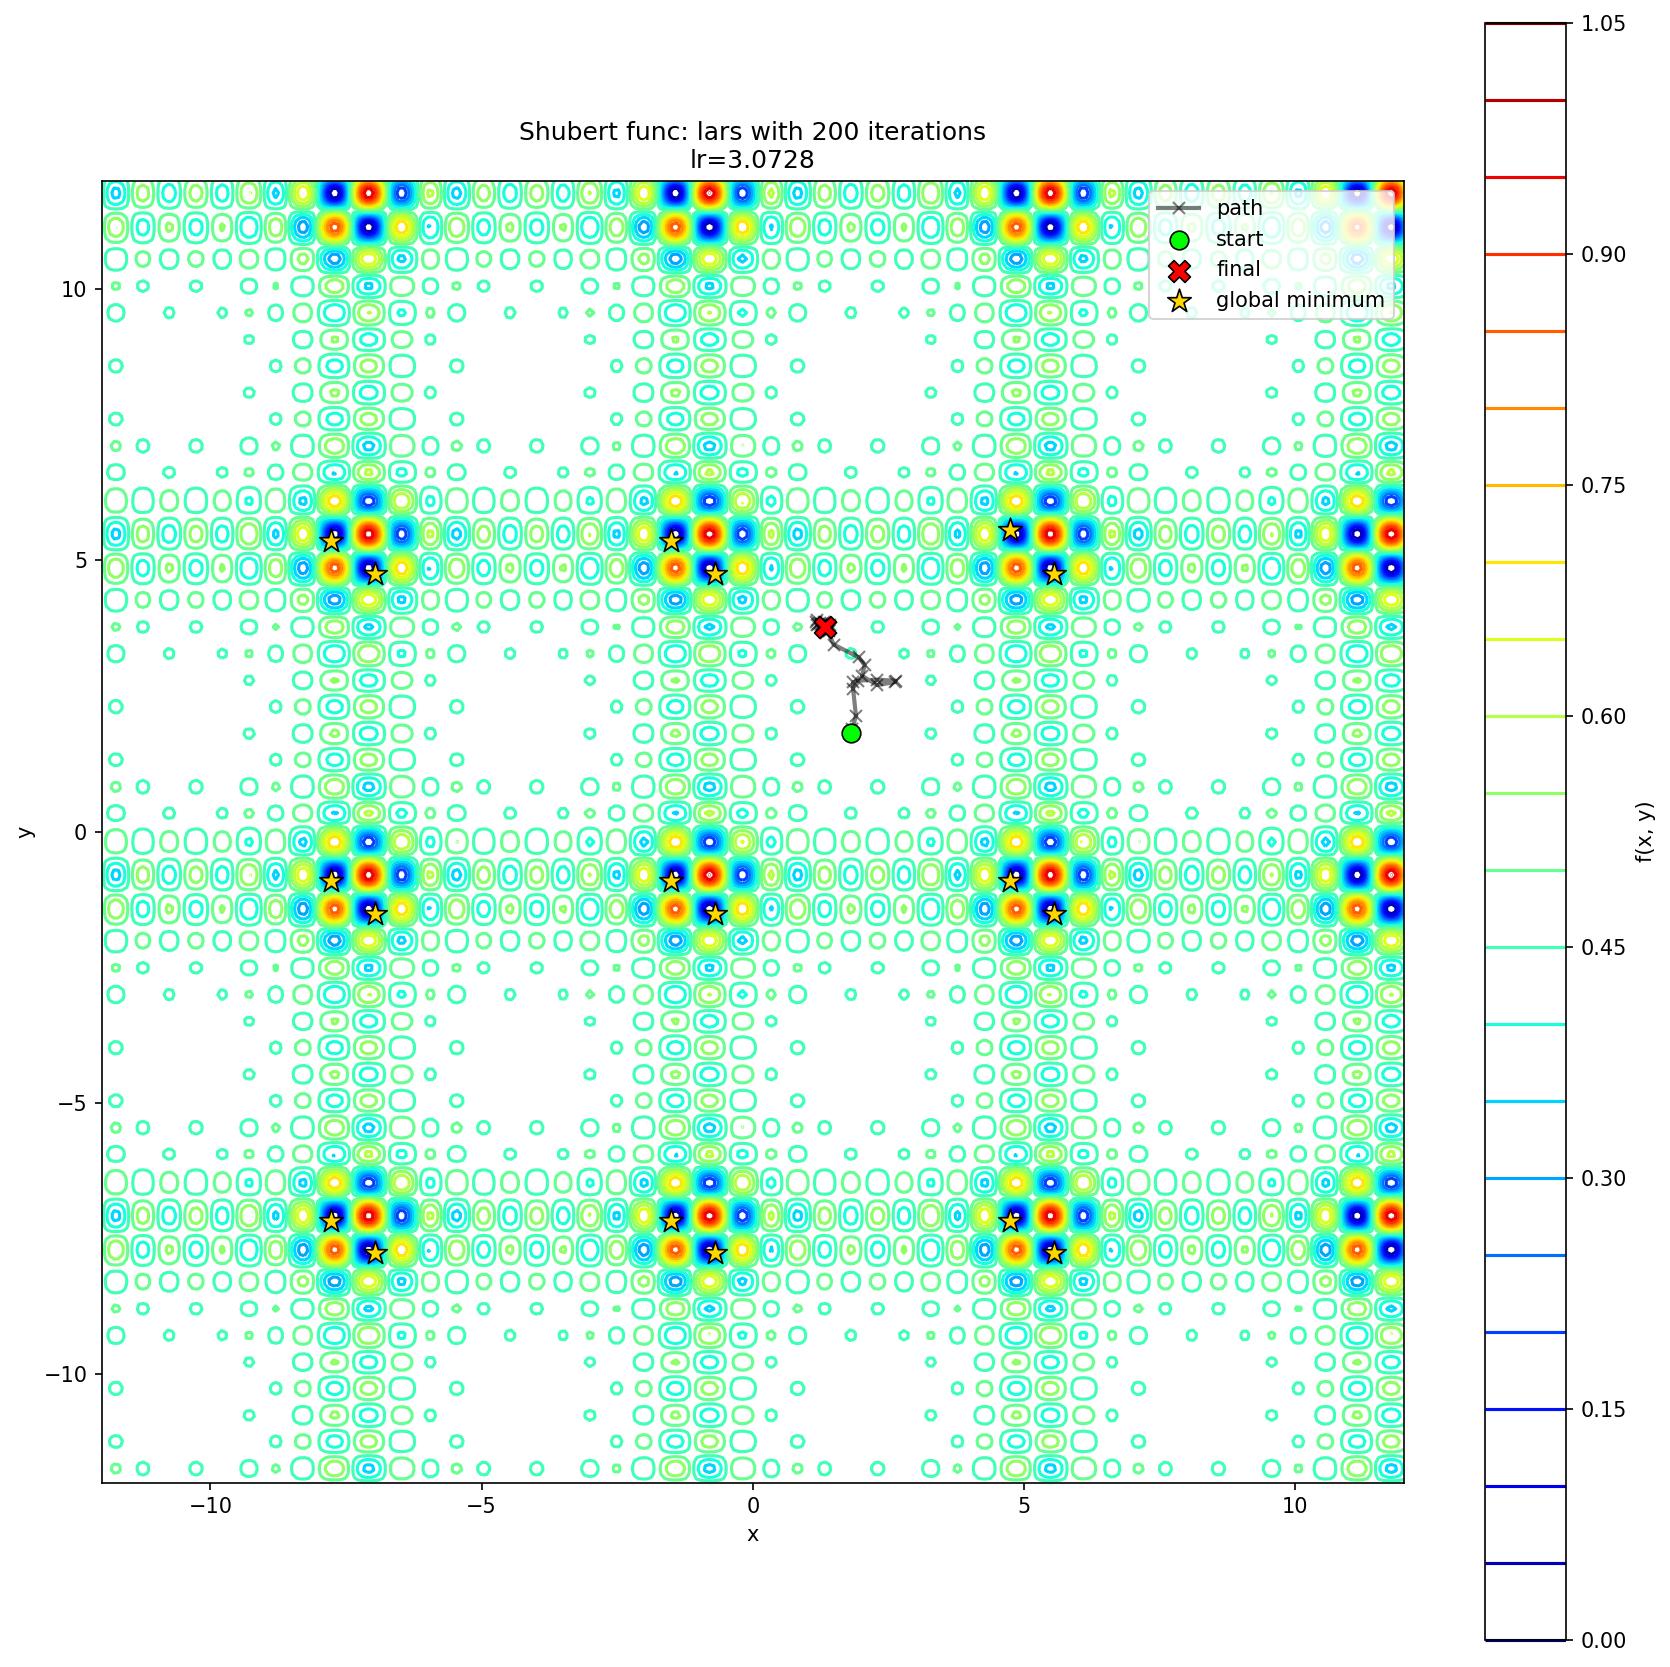 Shubert func: lars with 200 iterations
lr=3.0728
path
start
final
global minimum
10
5
0
−5
−10
y
−10
−5
0
5
10
x
1.05
0.90
0.75
0.60
0.45
0.30
0.15
0.00
f(x, y)